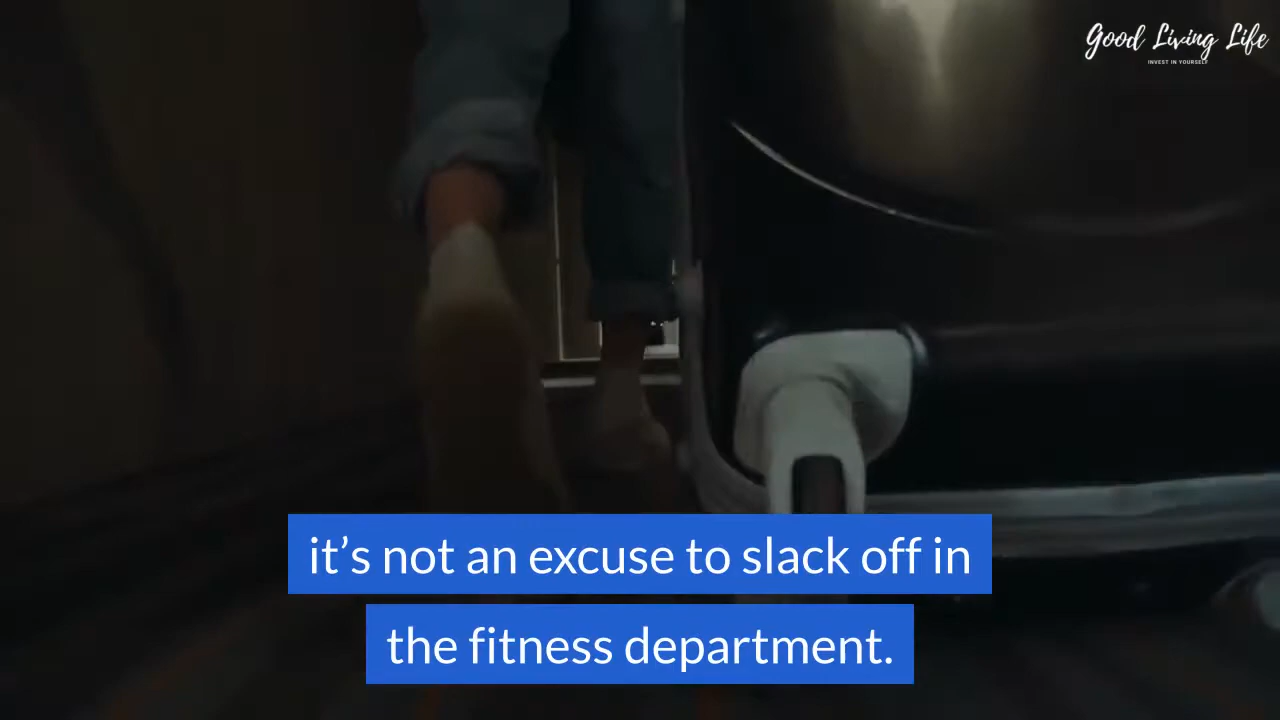 Good Living Life
INVEST IN YOURSELF
it’s not an excuse to slack off in
the fitness department.